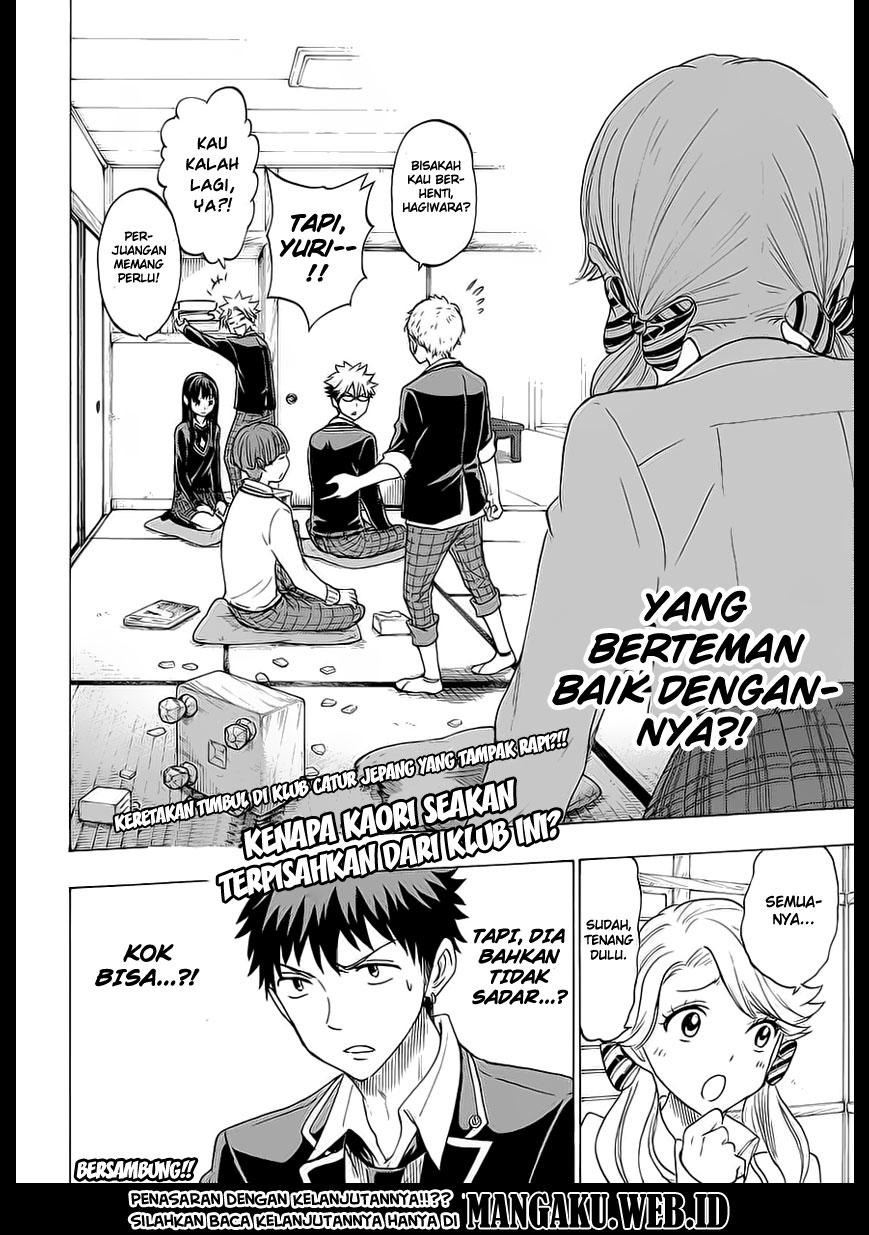 BISAKAH
KAU BER-
HENTI,
HAGIWARA?
TAPI,
YURI--
!!
KAU
KALAH
LAGI,
YA?!
PER-
JUANGAN
MEMANG
PERLU!
YANG
BERTEMAN
BAIK DENGAN-
NYA?!
KERETAKAN TIMBUL DI KLUB CATUR JEPANG YANG TAMPAK RAPI?!!
KENAPA KAORI SEAKAN
TERPISAHKAN DARI KLUB INI?
SEMUA-
NYA...
SUDAH,
TENANG
DULU.
TAPI, DIA
BAHKAN
TIDAK
SADAR...?
KOK
BISA...?!
BERSAMBUNG!!
PENASARAN DENGAN KELANJUTANNYA!!??
SILAHKAN BACA KELANJUTANNYA HANYA DI MANGAKU.WEB.ID